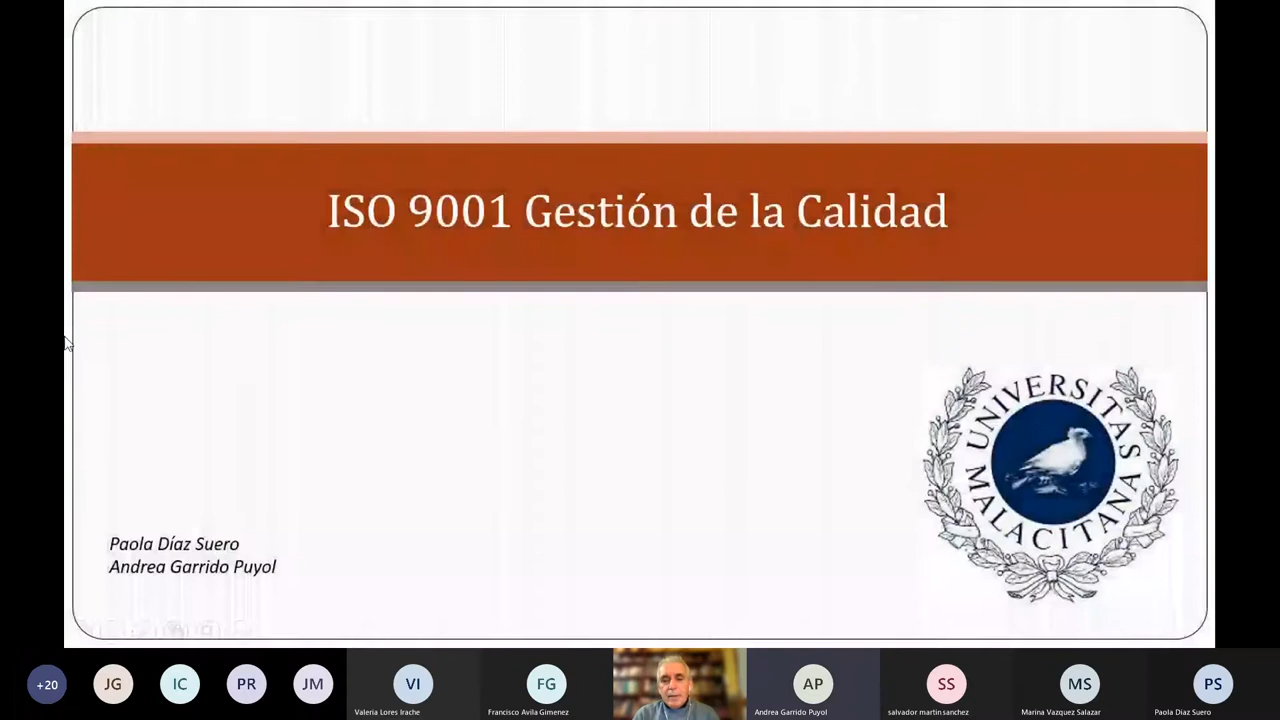 ISO 9001 Gestión de la Calidad
UNIVERSITAS
MALACITANA
Paola Díaz Suero
Andrea Garrido Puyol
+20
JG
IC
PR
JM
VI
FG
AP
SS
MS
PS
Valeria Lores Irache
Francisco Avila Gimenez
Andrea Garrido Puyol
salvador martin sanchez
Marina Vazquez Salazar
Paola Díaz Suero